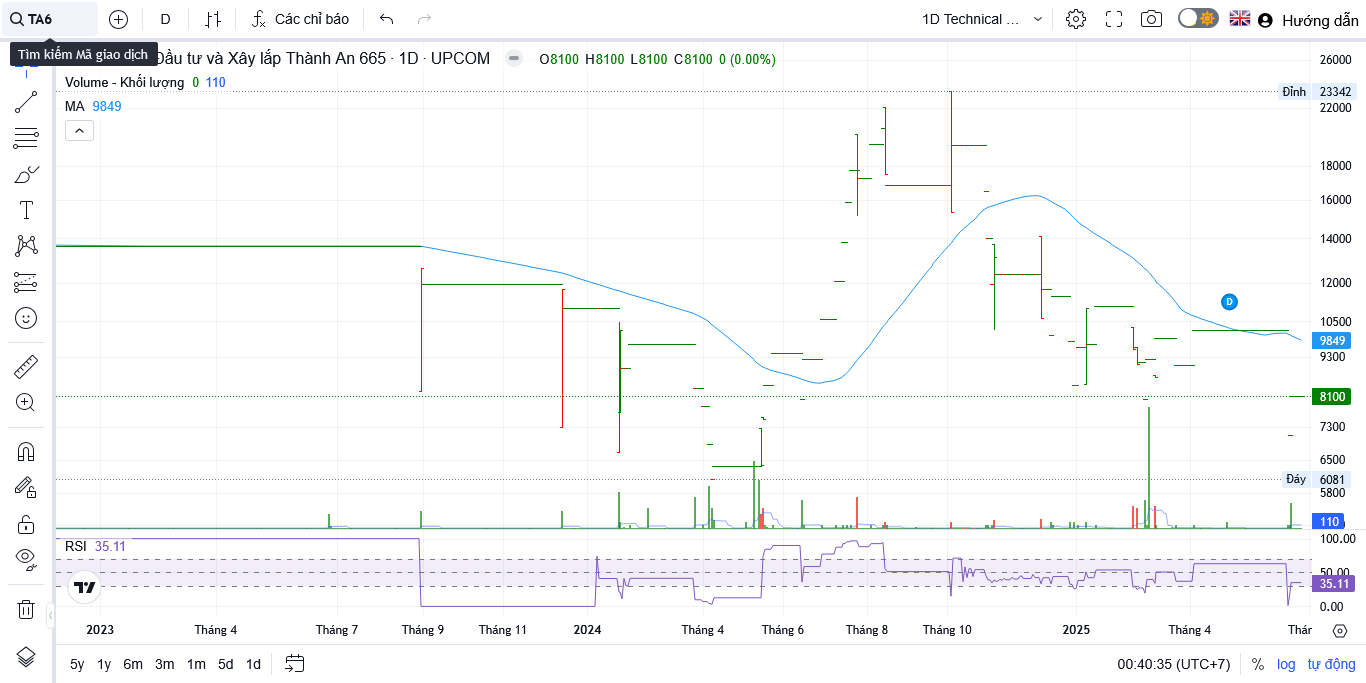 TA6
D
Các chỉ báo
1D Technical ...
Hướng dẫn
Tìm kiếm Mã giao dịch
Đầu tư và Xây lắp Thành An 665 · 1D · UPCOM
O8100 H8100 L8100 C8100 0 (0.00%)
Volume - Khối lượng 0 110
MA 9849
26000
Đỉnh 23342
22000
18000
16000
14000
12000
10500
D
9849
9300
8100
7300
6500
Đáy 6081
5800
110
RSI 35.11
100.00
50.00
35.11
0.00
2023
Tháng 4
Tháng 7
Tháng 9
Tháng 11
2024
Tháng 4
Tháng 6
Tháng 8
Tháng 10
2025
Tháng 4
Thár
5y 1y 6m 3m 1m 5d 1d
00:40:35 (UTC+7)
%
log
tự động